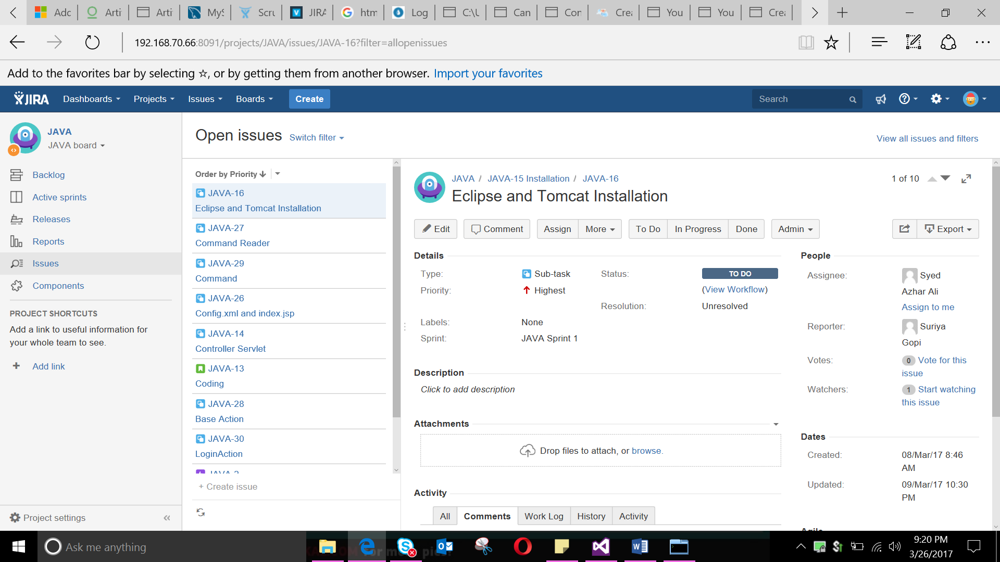 Adc
Arti
Arti
MyS
Scru
JIRA
htm
Log
C:\U
Can
Con
Crea
You
You
Crea
192.168.70.66:8091/projects/JAVA/issues/JAVA-16?filter=allopenissues
Add to the favorites bar by selecting ☆, or by getting them from another browser. Import your favorites
JIRA Dashboards Projects Issues Boards Create Search
JAVA
JAVA board
Backlog
Active sprints
Releases
Reports
Issues
Components
PROJECT SHORTCUTS
Add a link to useful information for
your whole team to see.
+ Add link
Project settings «
Open issues Switch filter
View all issues and filters
Order by Priority
JAVA-16
Eclipse and Tomcat Installation
JAVA-27
Command Reader
JAVA-29
Command
JAVA-26
Config.xml and index.jsp
JAVA-14
Controller Servlet
JAVA-13
Coding
JAVA-28
Base Action
JAVA-30
LoginAction
+ Create issue
JAVA / JAVA-15 Installation / JAVA-16
Eclipse and Tomcat Installation
1 of 10
Edit Comment Assign More To Do In Progress Done Admin Export
Details
Type: Sub-task
Status: TO DO
Priority: Highest
(View Workflow)
Resolution: Unresolved
Labels: None
Sprint: JAVA Sprint 1
Description
Click to add description
Attachments
Drop files to attach, or browse.
Activity
All Comments Work Log History Activity
People
Assignee: Syed
Azhar Ali
Assign to me
Reporter: Suriya
Gopi
Votes: 0 Vote for this
issue
Watchers: 1 Start watching
this issue
Dates
Created: 08/Mar/17 8:46
AM
Updated: 09/Mar/17 10:30
PM
Ask me anything
9:20 PM
3/26/2017